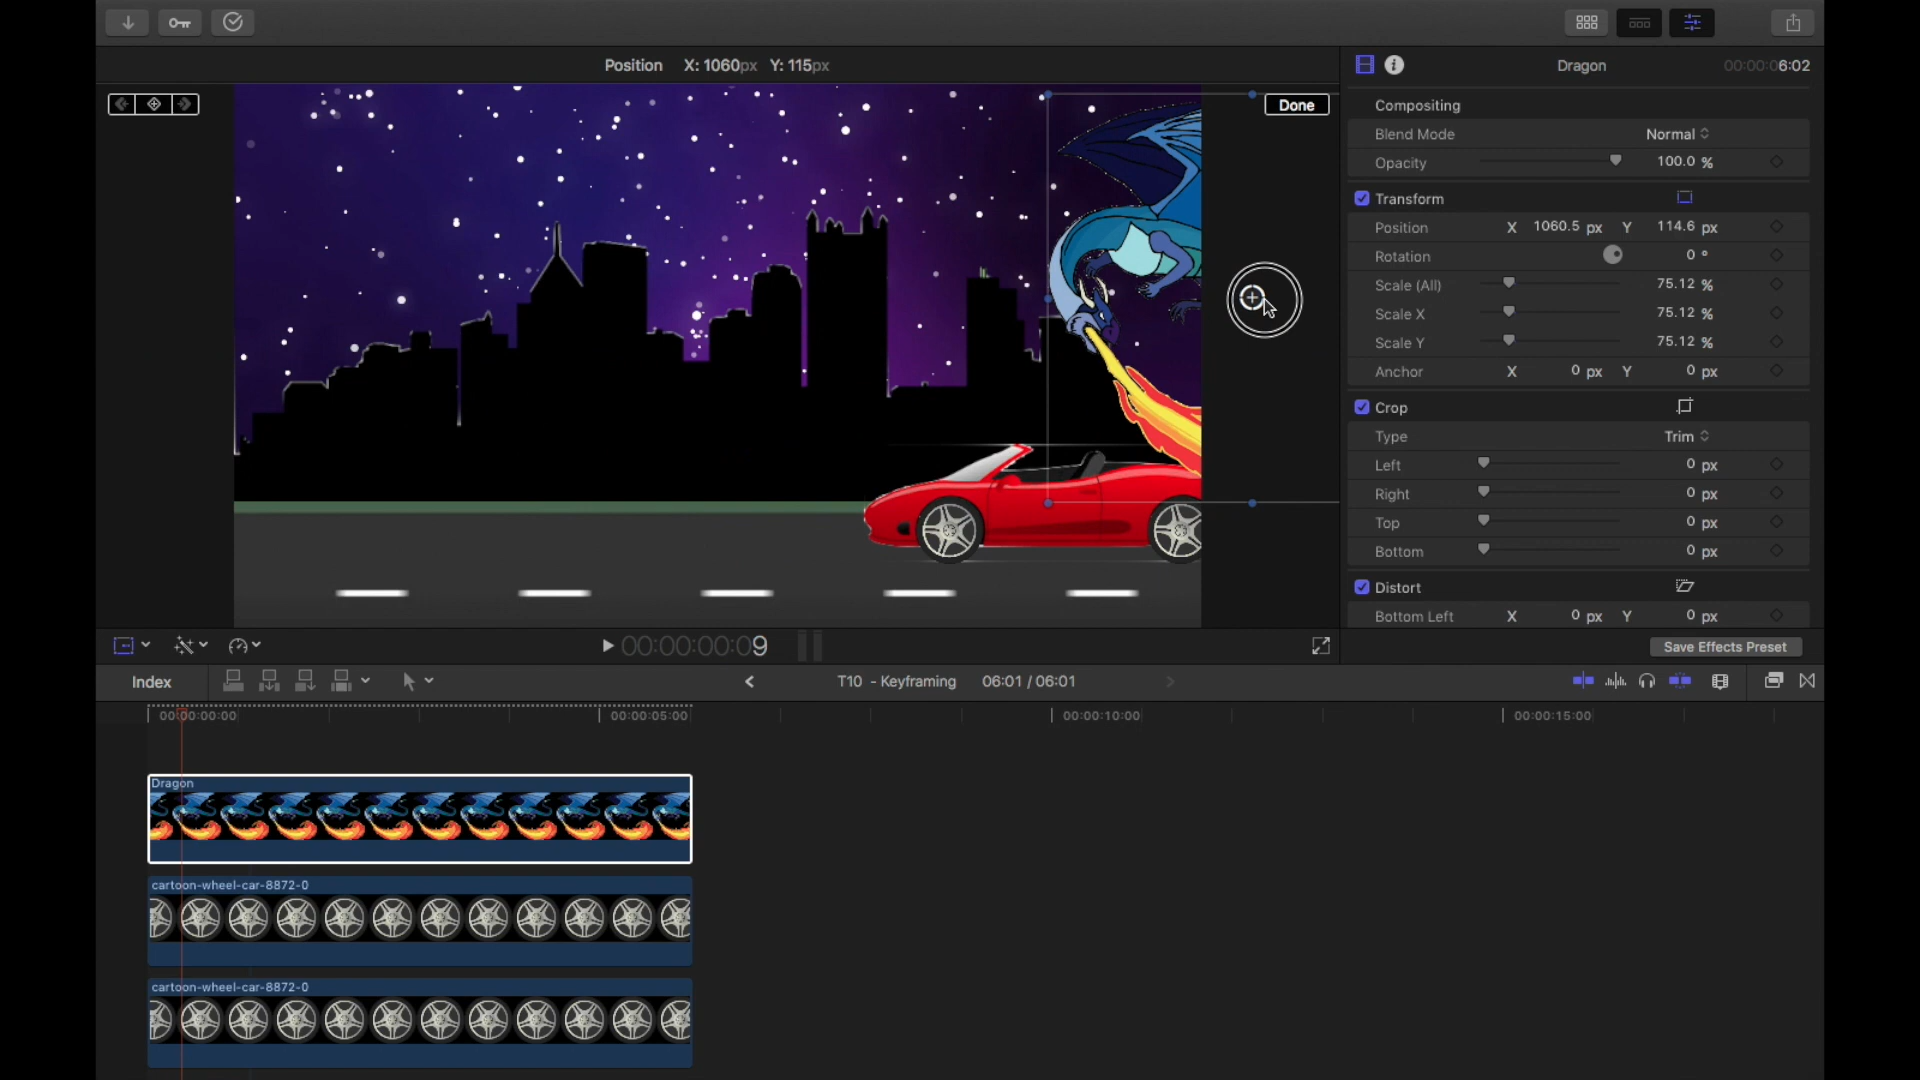 Position X: 1060px Y: 115px
Dragon 00:00:06:02
Done
Compositing
Blend Mode Normal
Opacity 100.0 %
Transform
Position X 1060.5 px Y 114.6 px
Rotation 0 °
Scale (All) 75.12 %
Scale X 75.12 %
Scale Y 75.12 %
Anchor X 0 px Y 0 px
Crop
Type Trim
Left 0 px
Right 0 px
Top 0 px
Bottom 0 px
Distort
Bottom Left X 0 px Y 0 px
00:00:00:09
Save Effects Preset
Index
T10 - Keyframing 06:01 / 06:01
00:00:00:00 00:00:05:00 00:00:10:00 00:00:15:00
Dragon
cartoon-wheel-car-8872-0
cartoon-wheel-car-8872-0